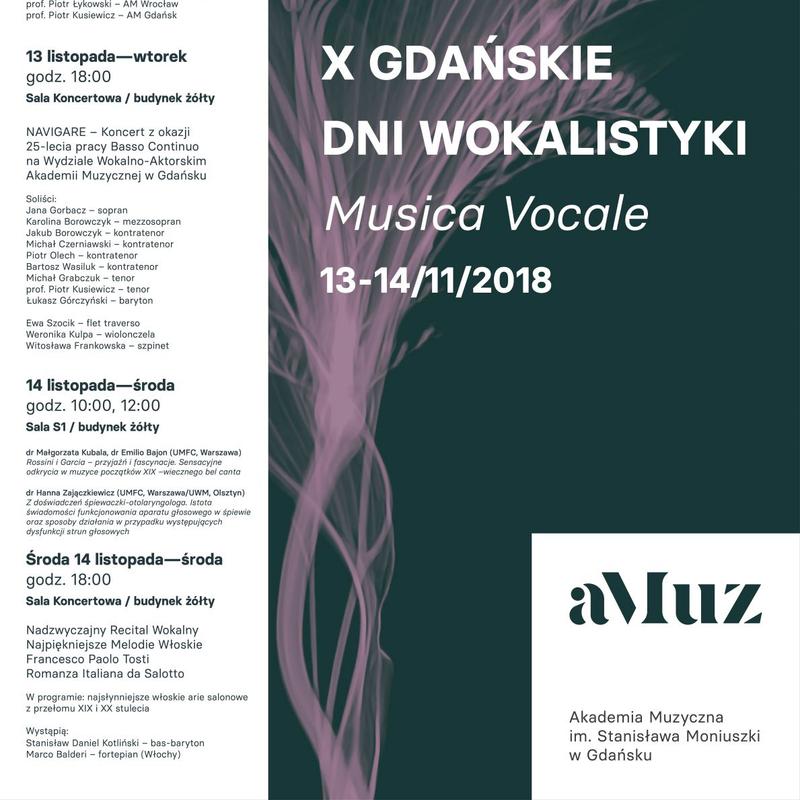 prof. Piotr Łykowski – AM Wrocław
prof. Piotr Kusiewicz – AM Gdańsk
13 listopada—wtorek
godz. 18:00
Sala Koncertowa / budynek żółty
NAVIGARE – Koncert z okazji
25-lecia pracy Basso Continuo
na Wydziale Wokalno-Aktorskim
Akademii Muzycznej w Gdańsku
Soliści:
Jana Gorbacz – sopran
Karolina Borowczyk – mezzosopran
Jakub Borowczyk – kontratenor
Michał Czerniawski – kontratenor
Piotr Olech – kontratenor
Bartosz Wasiluk – kontratenor
Michał Grabczuk – tenor
prof. Piotr Kusiewicz – tenor
Łukasz Górczyński – baryton
Ewa Szocik – flet traverso
Weronika Kulpa – wiolonczela
Witosława Frankowska – szpinet
14 listopada—środa
godz. 10:00, 12:00
Sala S1 / budynek żółty
dr Małgorzata Kubala, dr Emilio Bajon (UMFC, Warszawa)
Rossini i Garcia – przyjaźń i fascynacje. Sensacyjne
odkrycia w muzyce początków XIX –wiecznego bel canta
dr Hanna Zajączkiewicz (UMFC, Warszawa/UWM, Olsztyn)
Z doświadczeń śpiewaczki-otolaryngologa. Istota
świadomości funkcjonowania aparatu głosowego w śpiewie
oraz sposoby działania w przypadku występujących
dysfunkcji strun głosowych
Środa 14 listopada—środa
godz. 18:00
Sala Koncertowa / budynek żółty
Nadzwyczajny Recital Wokalny
Najpiękniejsze Melodie Włoskie
Francesco Paolo Tosti
Romanza Italiana da Salotto
W programie: najsłynniejsze włoskie arie salonowe
z przełomu XIX i XX stulecia
Wystąpią:
Stanisław Daniel Kotliński – bas-baryton
Marco Balderi – fortepian (Włochy)
X GDAŃSKIE
DNI WOKALISTYKI
Musica Vocale
13-14/11/2018
aMuz
Akademia Muzyczna
im. Stanisława Moniuszki
w Gdańsku